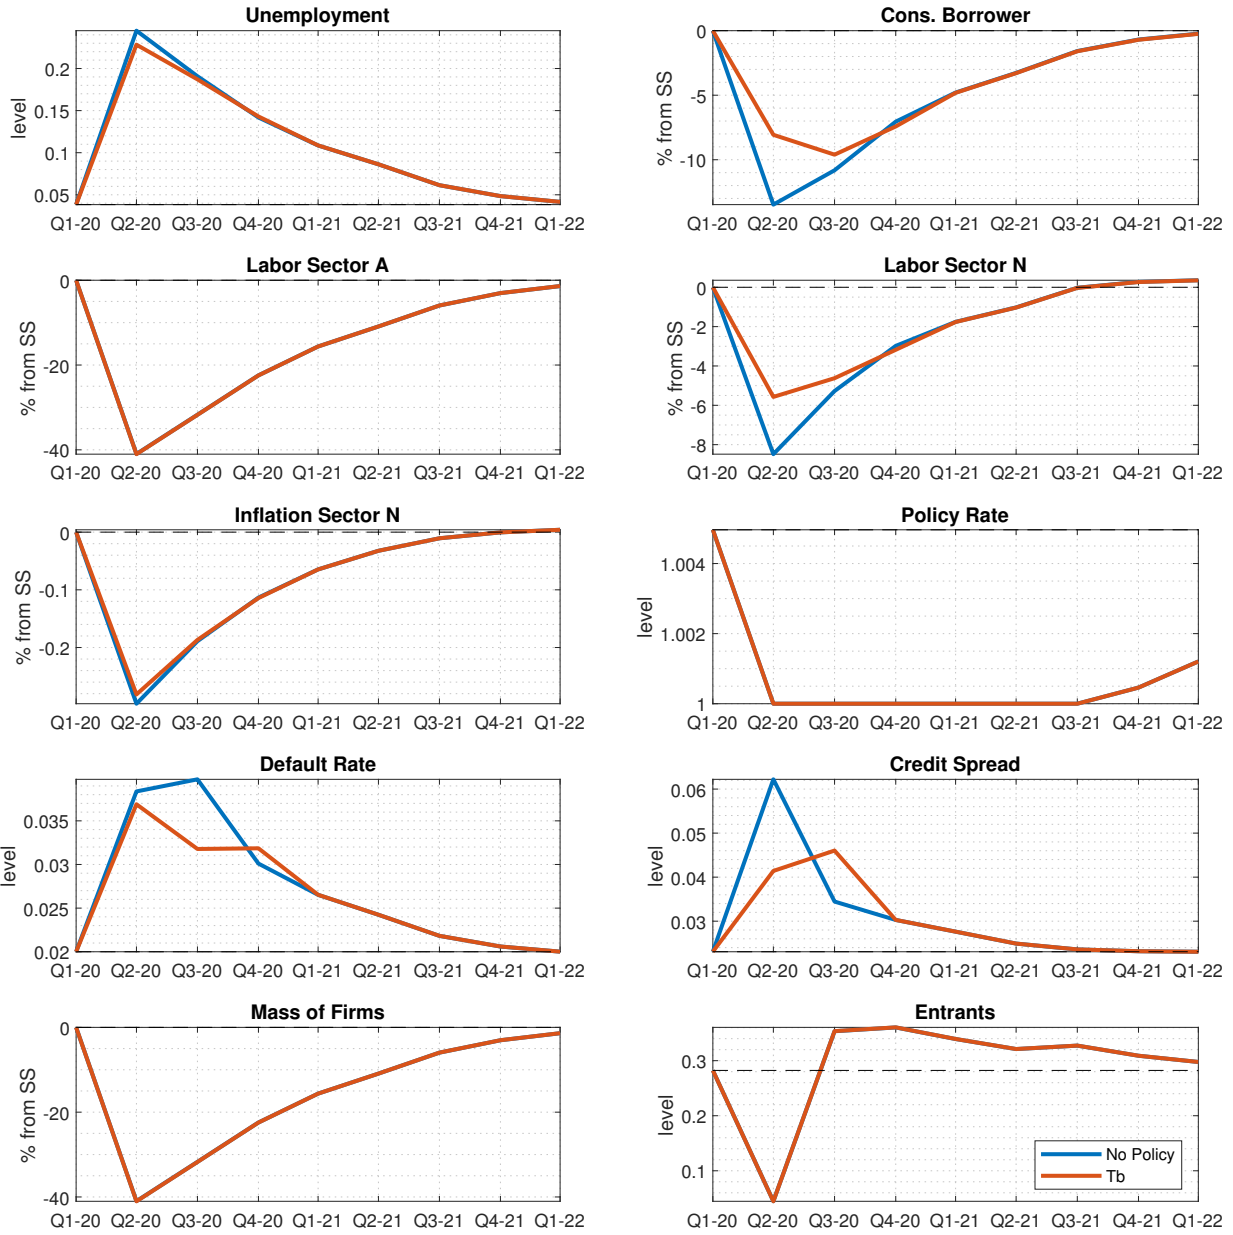 Unemployment
level
0.2
0.15
0.1
0.05
Q1-20 Q2-20 Q3-20 Q4-20 Q1-21 Q2-21 Q3-21 Q4-21 Q1-22
Cons. Borrower
% from SS
0
-5
-10
Q1-20 Q2-20 Q3-20 Q4-20 Q1-21 Q2-21 Q3-21 Q4-21 Q1-22
Labor Sector A
% from SS
0
-20
-40
Q1-20 Q2-20 Q3-20 Q4-20 Q1-21 Q2-21 Q3-21 Q4-21 Q1-22
Labor Sector N
% from SS
0
-2
-4
-6
-8
Q1-20 Q2-20 Q3-20 Q4-20 Q1-21 Q2-21 Q3-21 Q4-21 Q1-22
Inflation Sector N
% from SS
0
-0.1
-0.2
Q1-20 Q2-20 Q3-20 Q4-20 Q1-21 Q2-21 Q3-21 Q4-21 Q1-22
Policy Rate
level
1.004
1.002
1
Q1-20 Q2-20 Q3-20 Q4-20 Q1-21 Q2-21 Q3-21 Q4-21 Q1-22
Default Rate
level
0.035
0.03
0.025
0.02
Q1-20 Q2-20 Q3-20 Q4-20 Q1-21 Q2-21 Q3-21 Q4-21 Q1-22
Credit Spread
level
0.06
0.05
0.04
0.03
Q1-20 Q2-20 Q3-20 Q4-20 Q1-21 Q2-21 Q3-21 Q4-21 Q1-22
Mass of Firms
% from SS
0
-20
-40
Q1-20 Q2-20 Q3-20 Q4-20 Q1-21 Q2-21 Q3-21 Q4-21 Q1-22
Entrants
level
0.3
0.2
0.1
No Policy
Tb
Q1-20 Q2-20 Q3-20 Q4-20 Q1-21 Q2-21 Q3-21 Q4-21 Q1-22